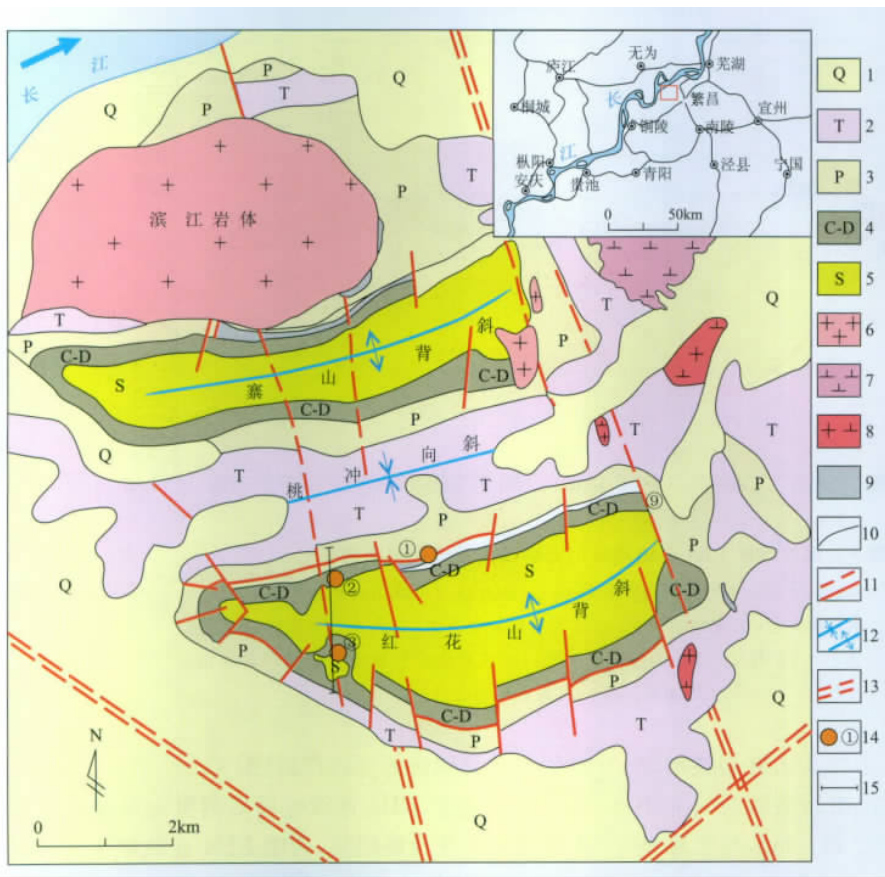 长 江
Q
P
T
Q
P
T
滨 江 岩 体
P
T
P
C-D
S
寨 山 背 斜
C-D
C-D
P
P
T
Q
Q
T
桃 冲 向 斜
T
T
P
T
T
P
Q
①
②
③
⑨
C-D
C-D
C-D
S
红 花 山 背 斜
C-D
P
P
S
C-D
C-D
P
P
T
T
Q
Q
Q
N
0 2km
无为
庐江
芜湖
长
繁昌
桐城
宣州
铜陵
南陵
江
枞阳
泾县
宁国
安庆
贵池
青阳
0 50km
Q 1
T 2
P 3
C-D 4
S 5
6
7
8
9
10
11
12
13
① 14
15